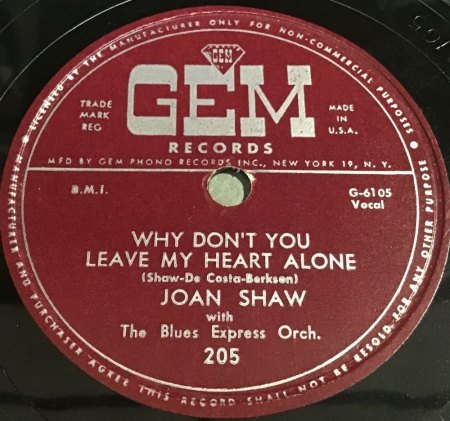 LICENSED BY THE MANUFACTURER ONLY FOR NON-COMMERCIAL PURPOSES
GEM
GEM
TRADE
MARK
REG
MADE
IN
U.S.A.
RECORDS
MFD BY GEM PHONO RECORDS INC., NEW YORK 19, N. Y.
B.M.I.
G-6105
Vocal
WHY DON'T YOU
LEAVE MY HEART ALONE
(Shaw-De Costa-Berksen)
JOAN SHAW
with
The Blues Express Orch.
205
MANUFACTURERS AND PURCHASER AGREE THIS RECORD SHALL NOT BE RESOLD FOR ANY OTHER PURPOSE